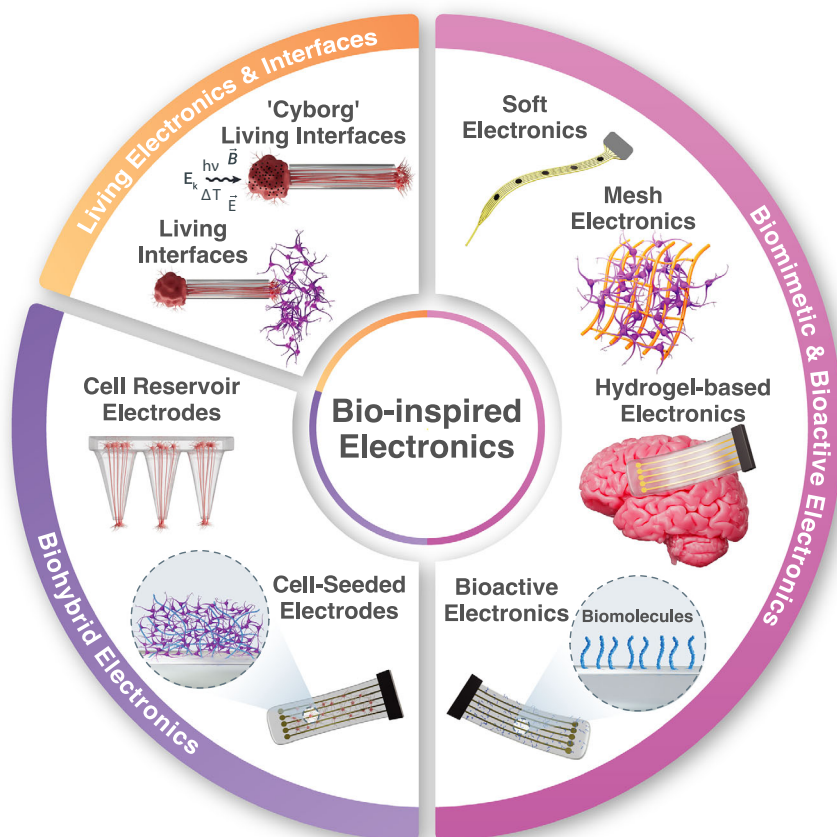 Living Electronics & Interfaces
'Cyborg'
Living Interfaces
hν
B⃗
E_k
ΔT
E⃗
Living
Interfaces
Biomimetic & Bioactive Electronics
Soft
Electronics
Mesh
Electronics
Hydrogel-based
Electronics
Bioactive
Electronics
Biomolecules
Biohybrid Electronics
Cell Reservoir
Electrodes
Cell-Seeded
Electrodes
Bio-inspired
Electronics